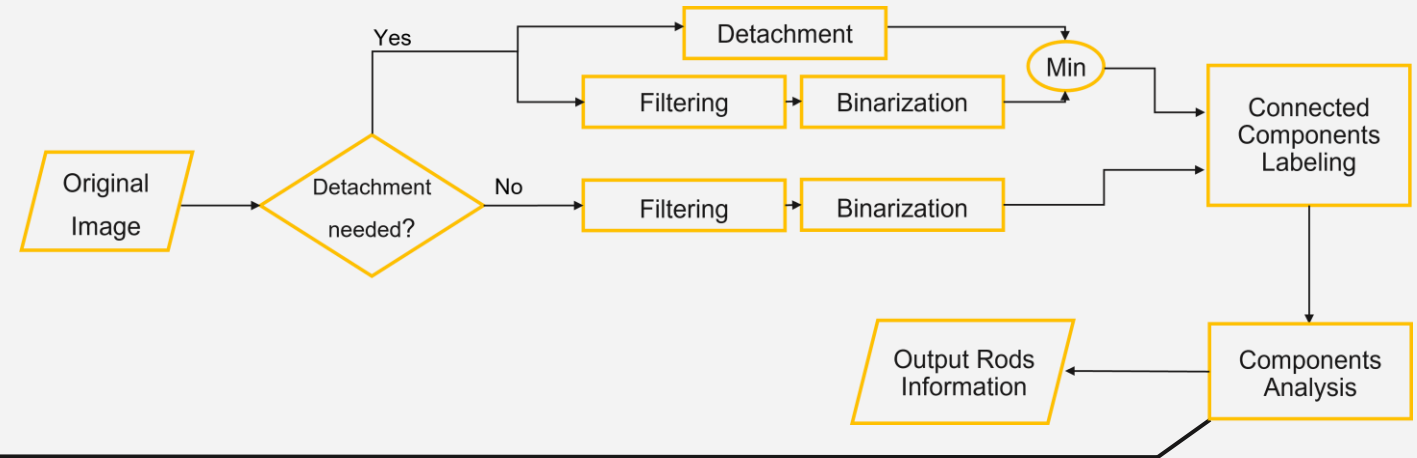 Yes
Detachment
Min
Filtering
Binarization
Connected
Components
Labeling
Original
Image
Detachment
needed?
No
Filtering
Binarization
Output Rods
Information
Components
Analysis